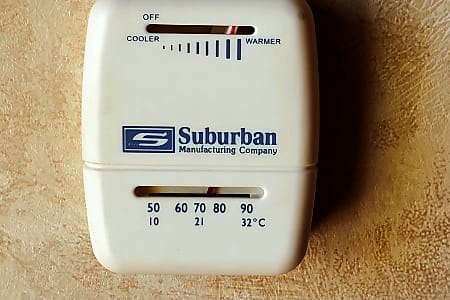 OFF
COOLER WARMER
S Suburban
Manufacturing Company
50 60 70 80 90
10 21 32°C